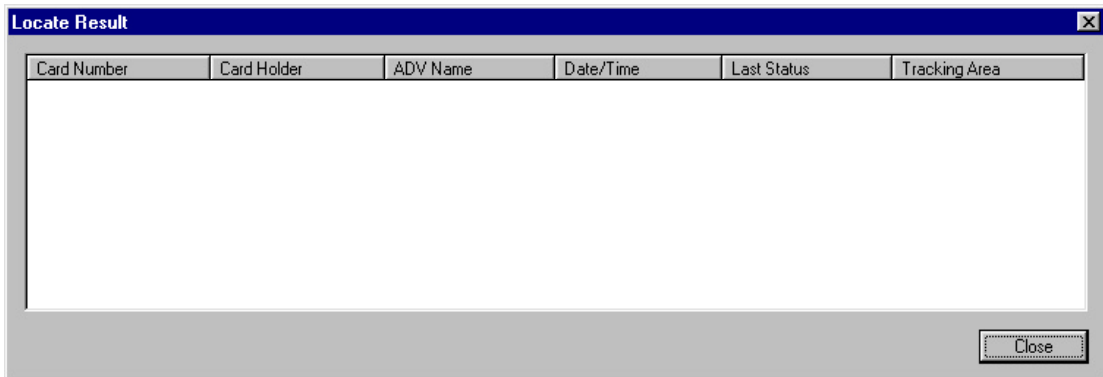 Locate Result
Card Number Card Holder ADV Name Date/Time Last Status Tracking Area
Close